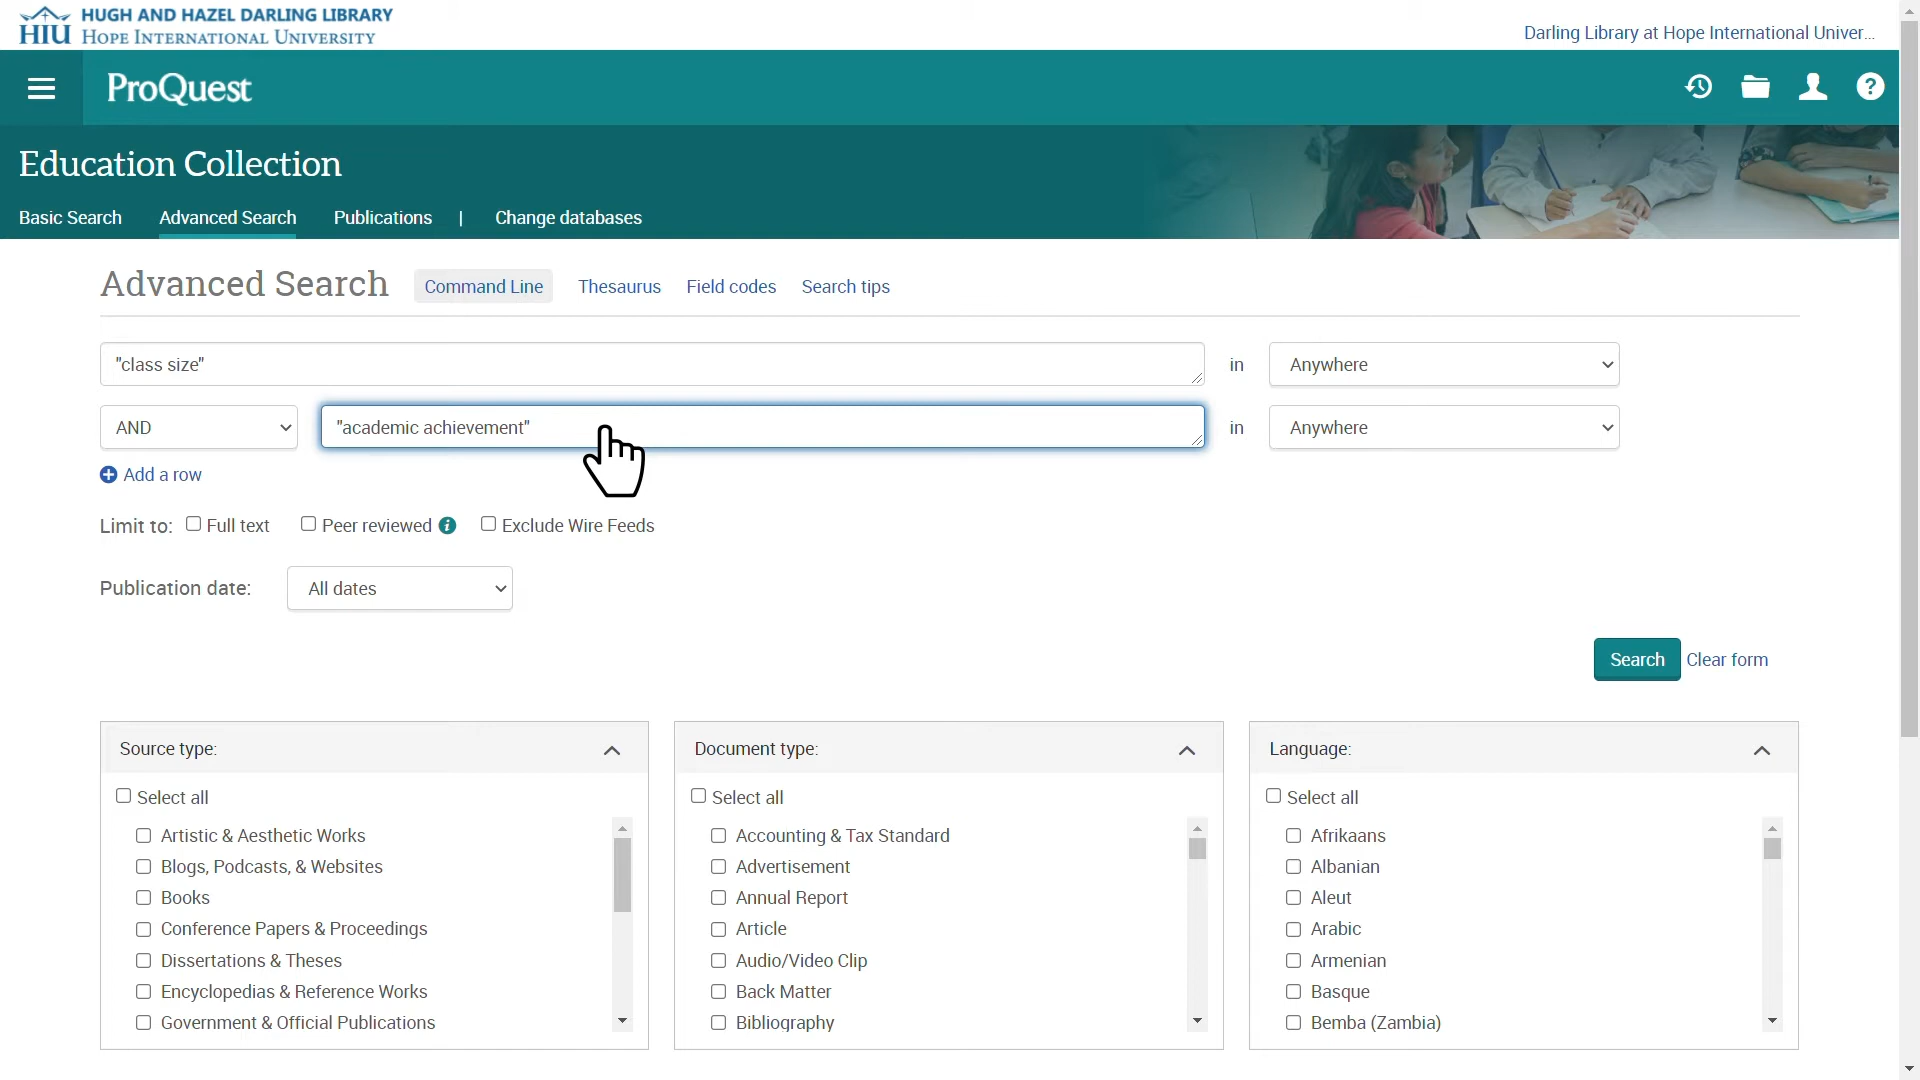 HUGH AND HAZEL DARLING LIBRARY
HIU HOPE INTERNATIONAL UNIVERSITY
Darling Library at Hope International Univer...
ProQuest
Education Collection
Basic Search Advanced Search Publications | Change databases
Advanced Search Command Line Thesaurus Field codes Search tips
"class size" in Anywhere
AND "academic achievement" in Anywhere
Add a row
Limit to: Full text Peer reviewed i Exclude Wire Feeds
Publication date: All dates
Search Clear form
Source type:
Select all
Artistic & Aesthetic Works
Blogs, Podcasts, & Websites
Books
Conference Papers & Proceedings
Dissertations & Theses
Encyclopedias & Reference Works
Government & Official Publications
Document type:
Select all
Accounting & Tax Standard
Advertisement
Annual Report
Article
Audio/Video Clip
Back Matter
Bibliography
Language:
Select all
Afrikaans
Albanian
Aleut
Arabic
Armenian
Basque
Bemba (Zambia)